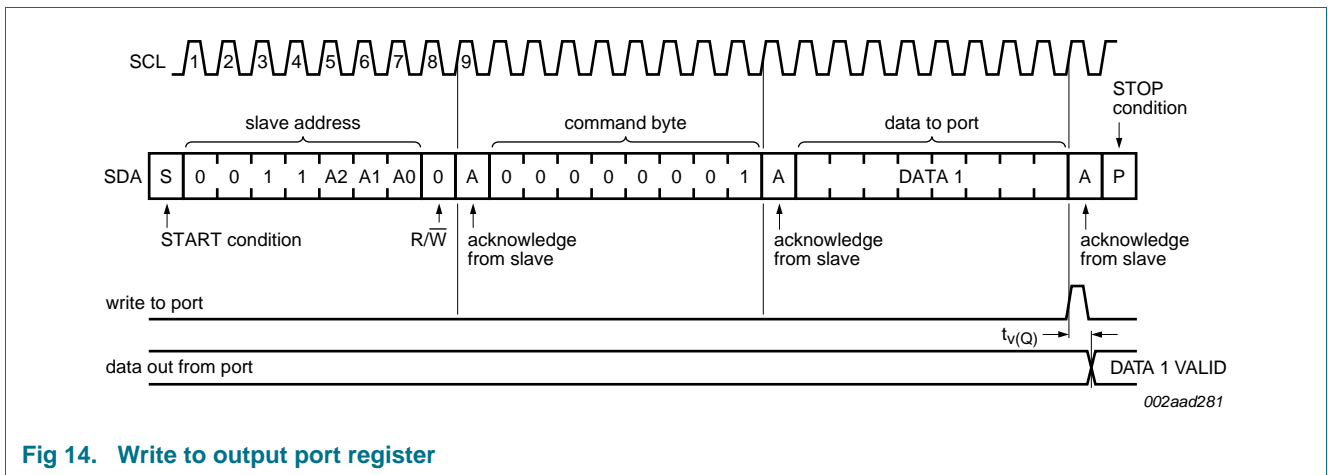 SCL 1 2 3 4 5 6 7 8 9
STOP
condition
slave address command byte data to port
SDA S 0 0 1 1 A2 A1 A0 0 A 0 0 0 0 0 0 0 1 A DATA 1 A P
START condition R/W̅ acknowledge acknowledge acknowledge
from slave from slave from slave
write to port
tv(Q)
data out from port DATA 1 VALID
002aad281
Fig 14. Write to output port register